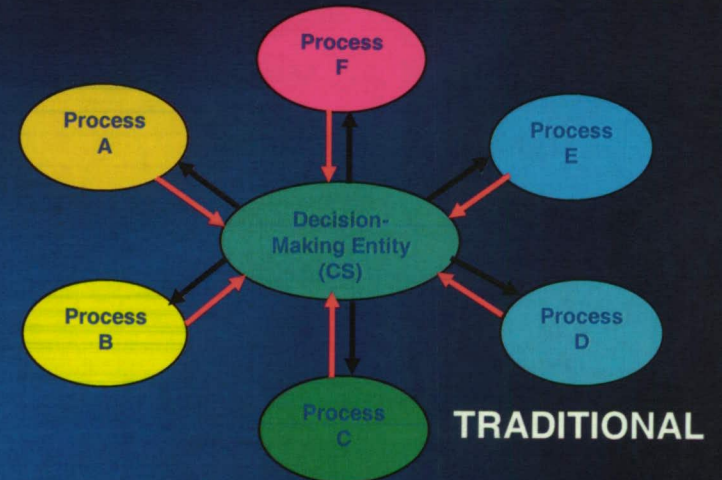 Process
F
Process
A
Process
E
Decision-
Making Entity
(CS)
Process
B
Process
D
Process
C
TRADITIONAL